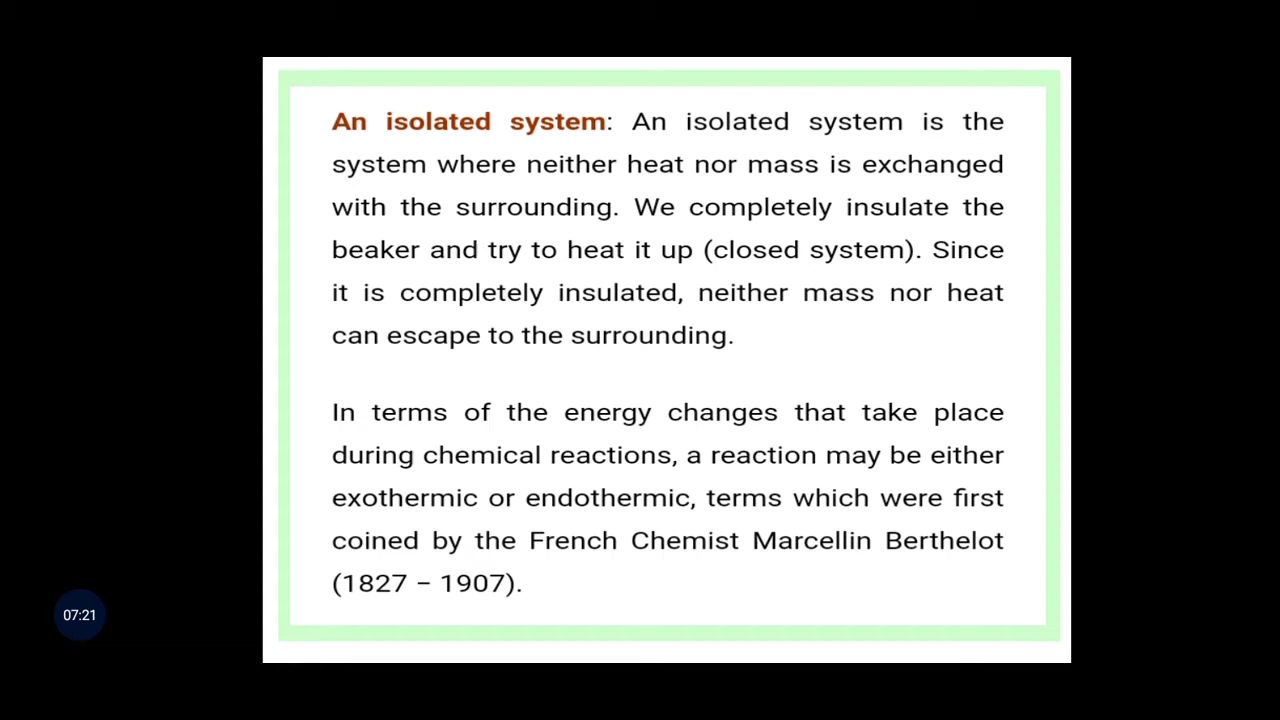 An isolated system: An isolated system is the
system where neither heat nor mass is exchanged
with the surrounding. We completely insulate the
beaker and try to heat it up (closed system). Since
it is completely insulated, neither mass nor heat
can escape to the surrounding.
In terms of the energy changes that take place
during chemical reactions, a reaction may be either
exothermic or endothermic, terms which were first
coined by the French Chemist Marcellin Berthelot
(1827 – 1907).
07:21